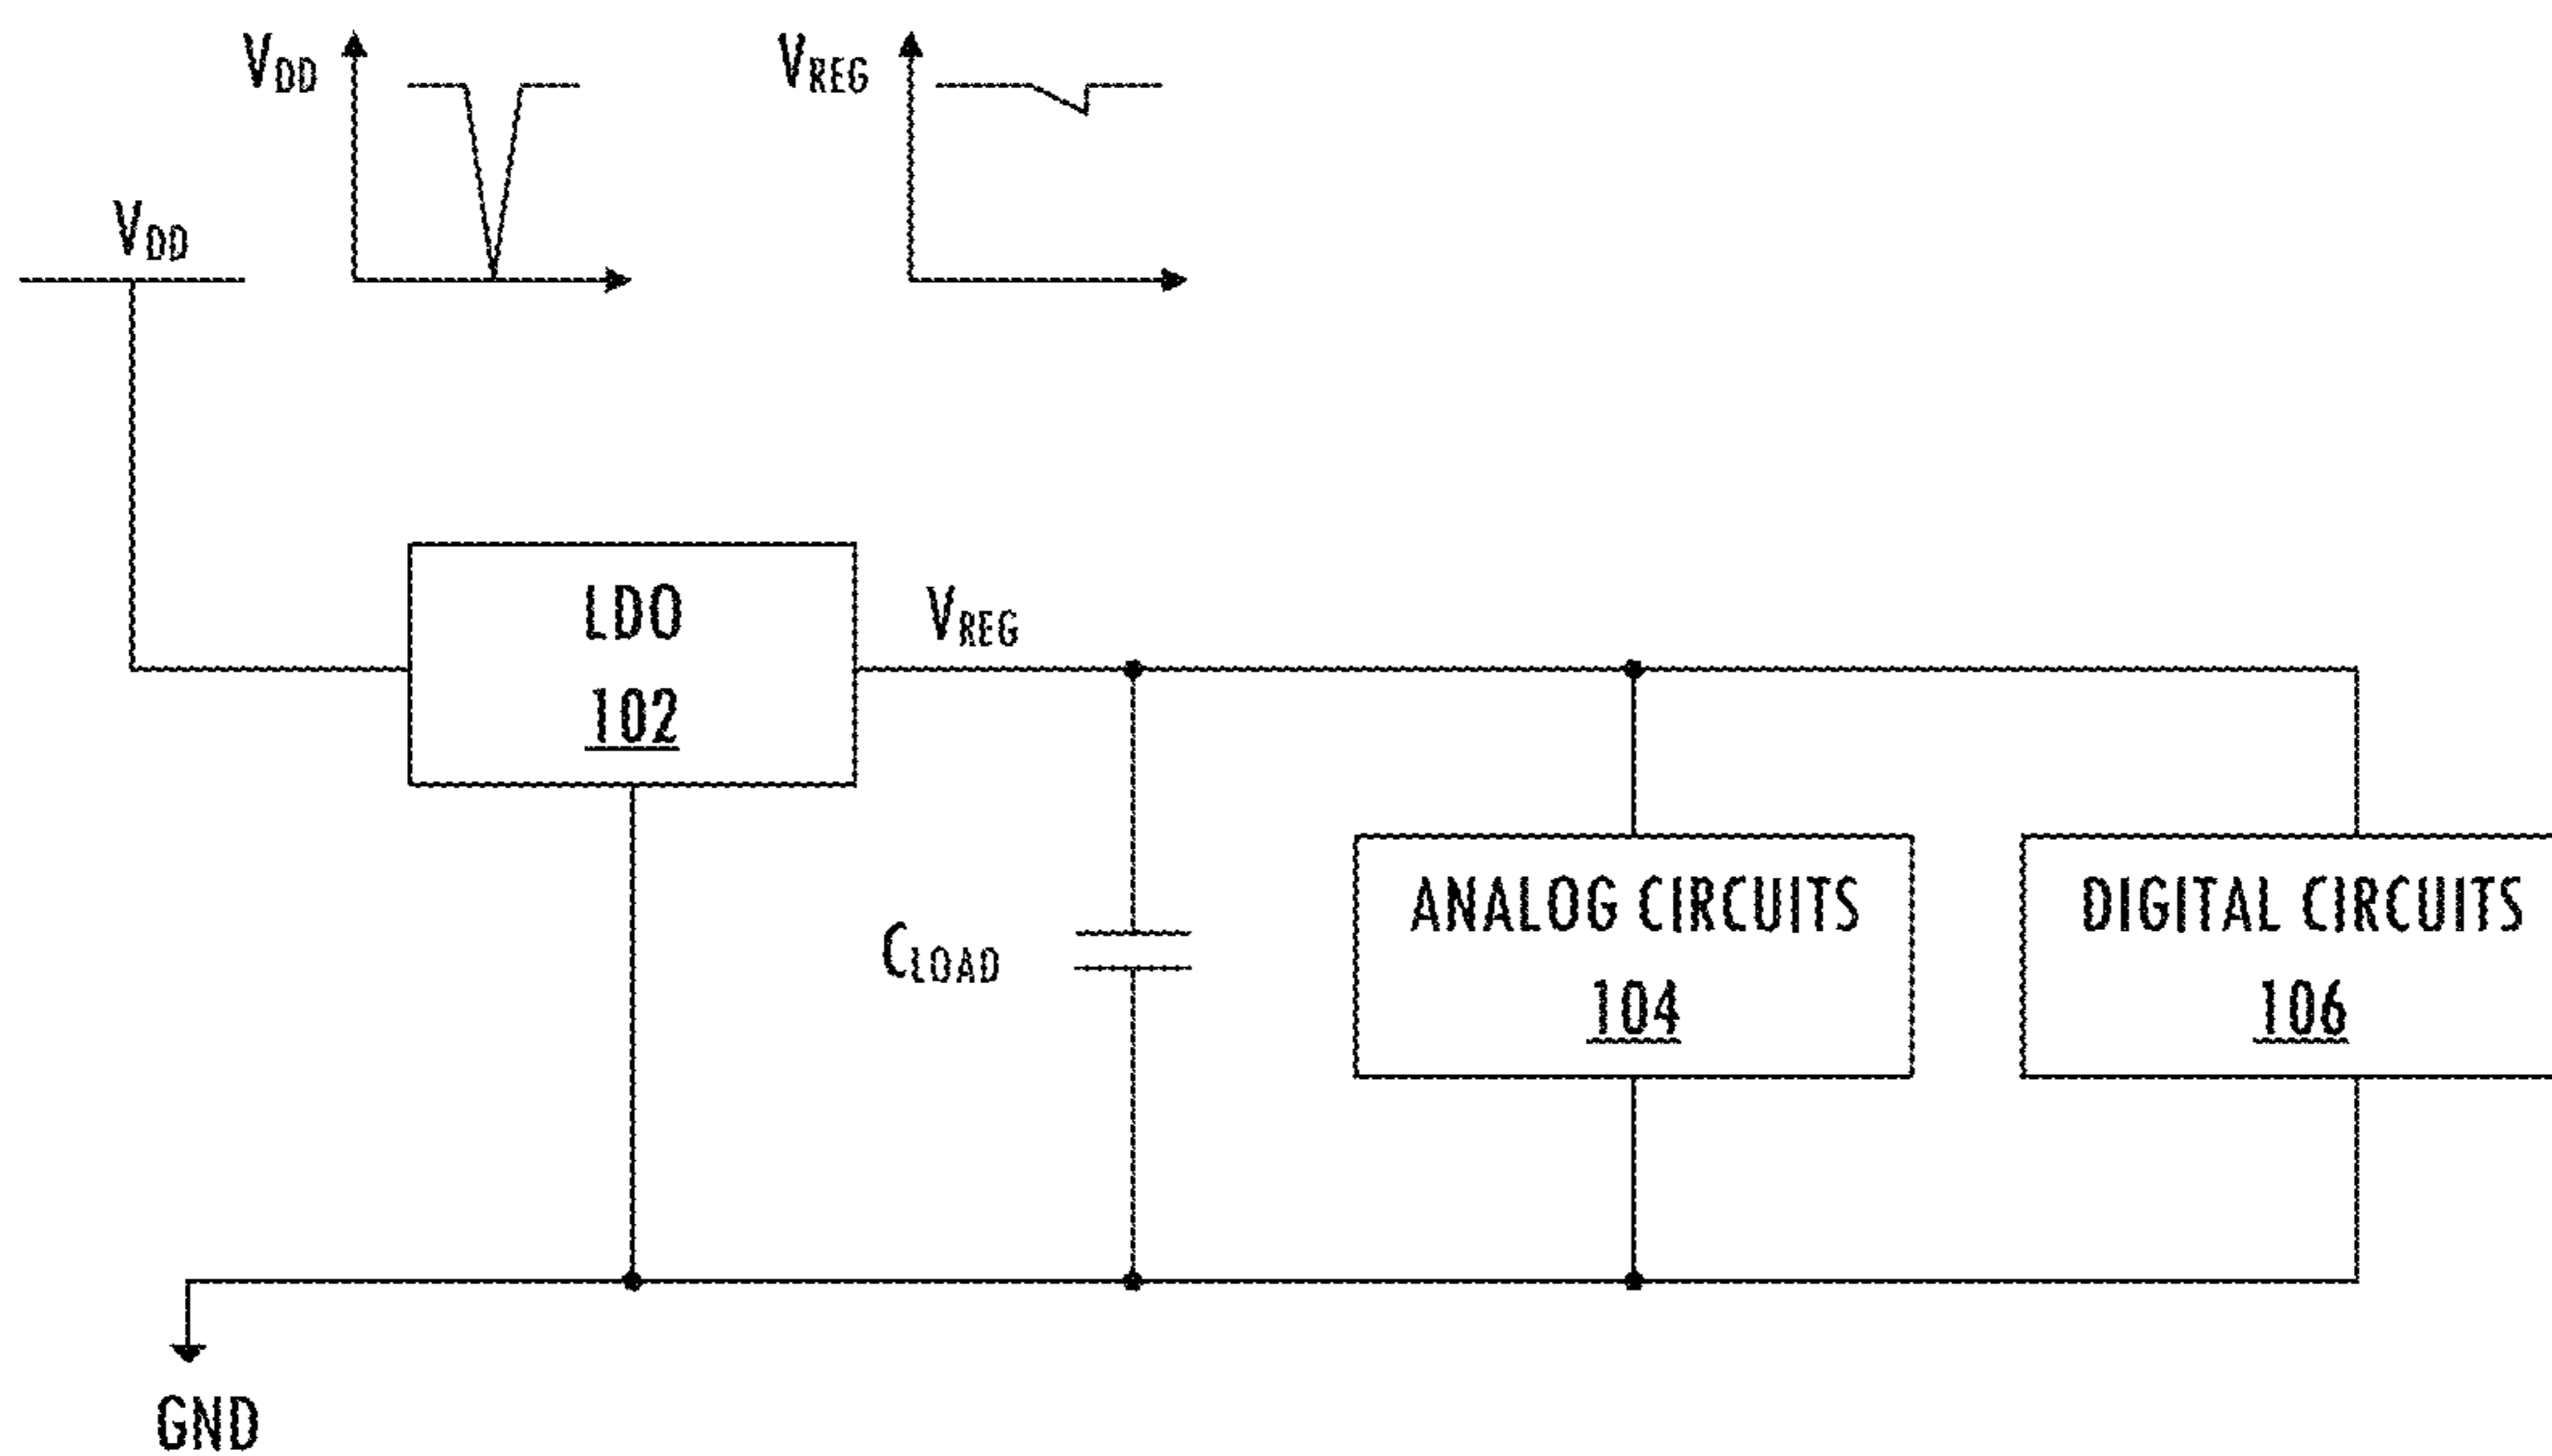 VDD
VREG
VDD
LDO
102
VREG
CLOAD
ANALOG CIRCUITS
104
DIGITAL CIRCUITS
106
GND